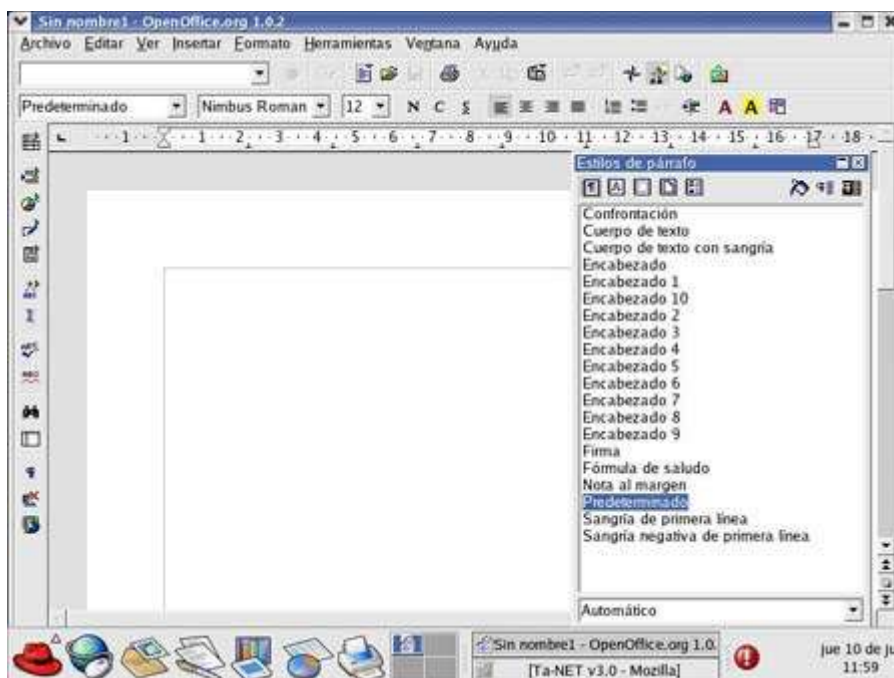 Sin nombre1 - OpenOffice.org 1.0.2
Archivo Editar Ver Insertar Formato Herramientas Ventana Ayuda
Predeterminado Nimbus Roman 12 N C S A A
1 1 2 3 4 5 6 7 8 9 10 11 12 13 14 15 16 17 18
Estilos de párrafo
Confrontación
Cuerpo de texto
Cuerpo de texto con sangría
Encabezado
Encabezado 1
Encabezado 10
Encabezado 2
Encabezado 3
Encabezado 4
Encabezado 5
Encabezado 6
Encabezado 7
Encabezado 8
Encabezado 9
Firma
Fórmula de saludo
Nota al margen
Predeterminado
Sangría de primera línea
Sangría negativa de primera línea
Automático
Sin nombre1 - OpenOffice.org 1.0.
[Ta-NET v3.0 - Mozilla]
jue 10 de ju
11:59